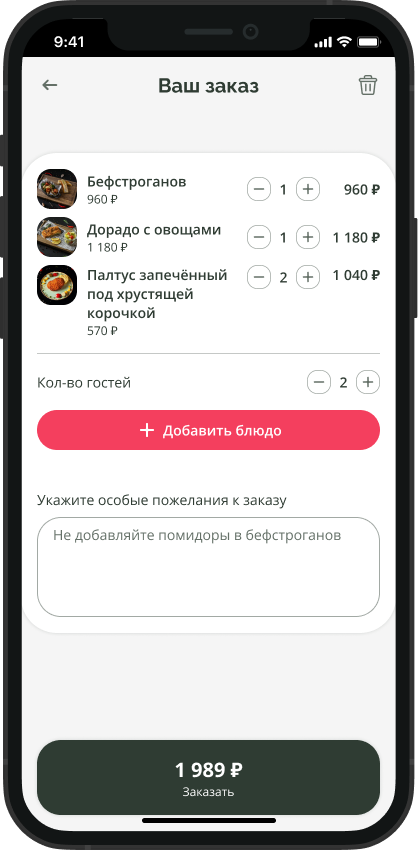 9:41
Ваш заказ
Бефстроганов
960 ₽
1
960 ₽
Дорадо с овощами
1 180 ₽
1
1 180 ₽
Палтус запечённый
под хрустящей
корочкой
570 ₽
2
1 040 ₽
Кол-во гостей
2
Добавить блюдо
Укажите особые пожелания к заказу
Не добавляйте помидоры в бефстроганов
1 989 ₽
Заказать